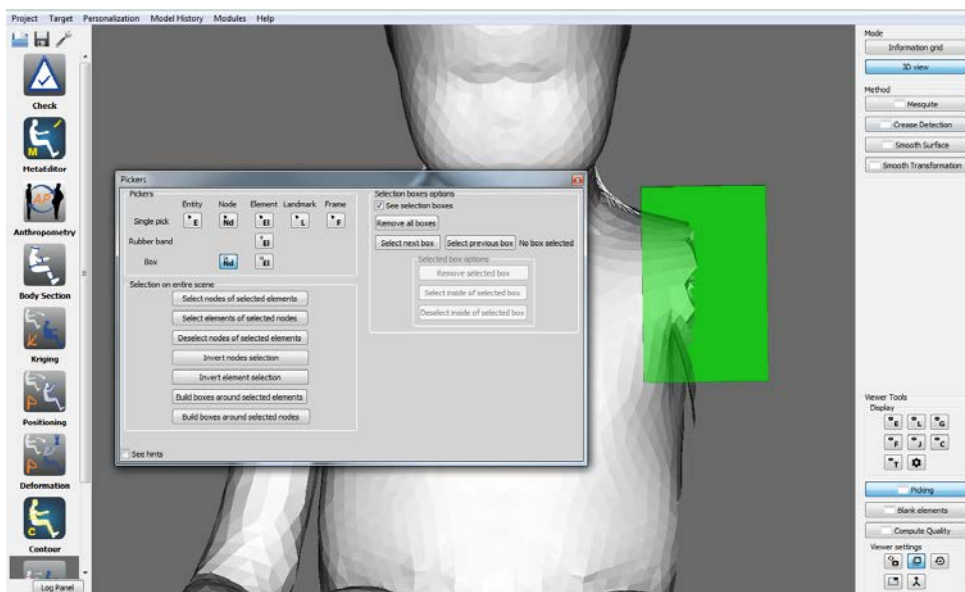 Project Target Personalization Model History Modules Help
Check
MetaEditor
Anthropometry
Body Section
Kriging
Positioning
Deformation
Contour
Log Panel
Pickers
Pickers
Entity Node Element Landmark Frame
Single pick E Nd El L F
Rubber band El
Box Nd El
Selection on entire scene
Select nodes of selected elements
Select elements of selected nodes
Deselect nodes of selected elements
Invert nodes selection
Invert element selection
Build boxes around selected elements
Build boxes around selected nodes
See hints
Selection boxes options
See selection boxes
Remove all boxes
Select next box Select previous box No box selected
Selected box options
Remove selected box
Select inside of selected box
Deselect inside of selected box
Mode
Information grid
3D view
Method
Mesquite
Crease Detection
Smooth Surface
Smooth Transformation
Viewer Tools
Display
E L G
F J C
T
Picking
Blank elements
Compute Quality
Viewer settings